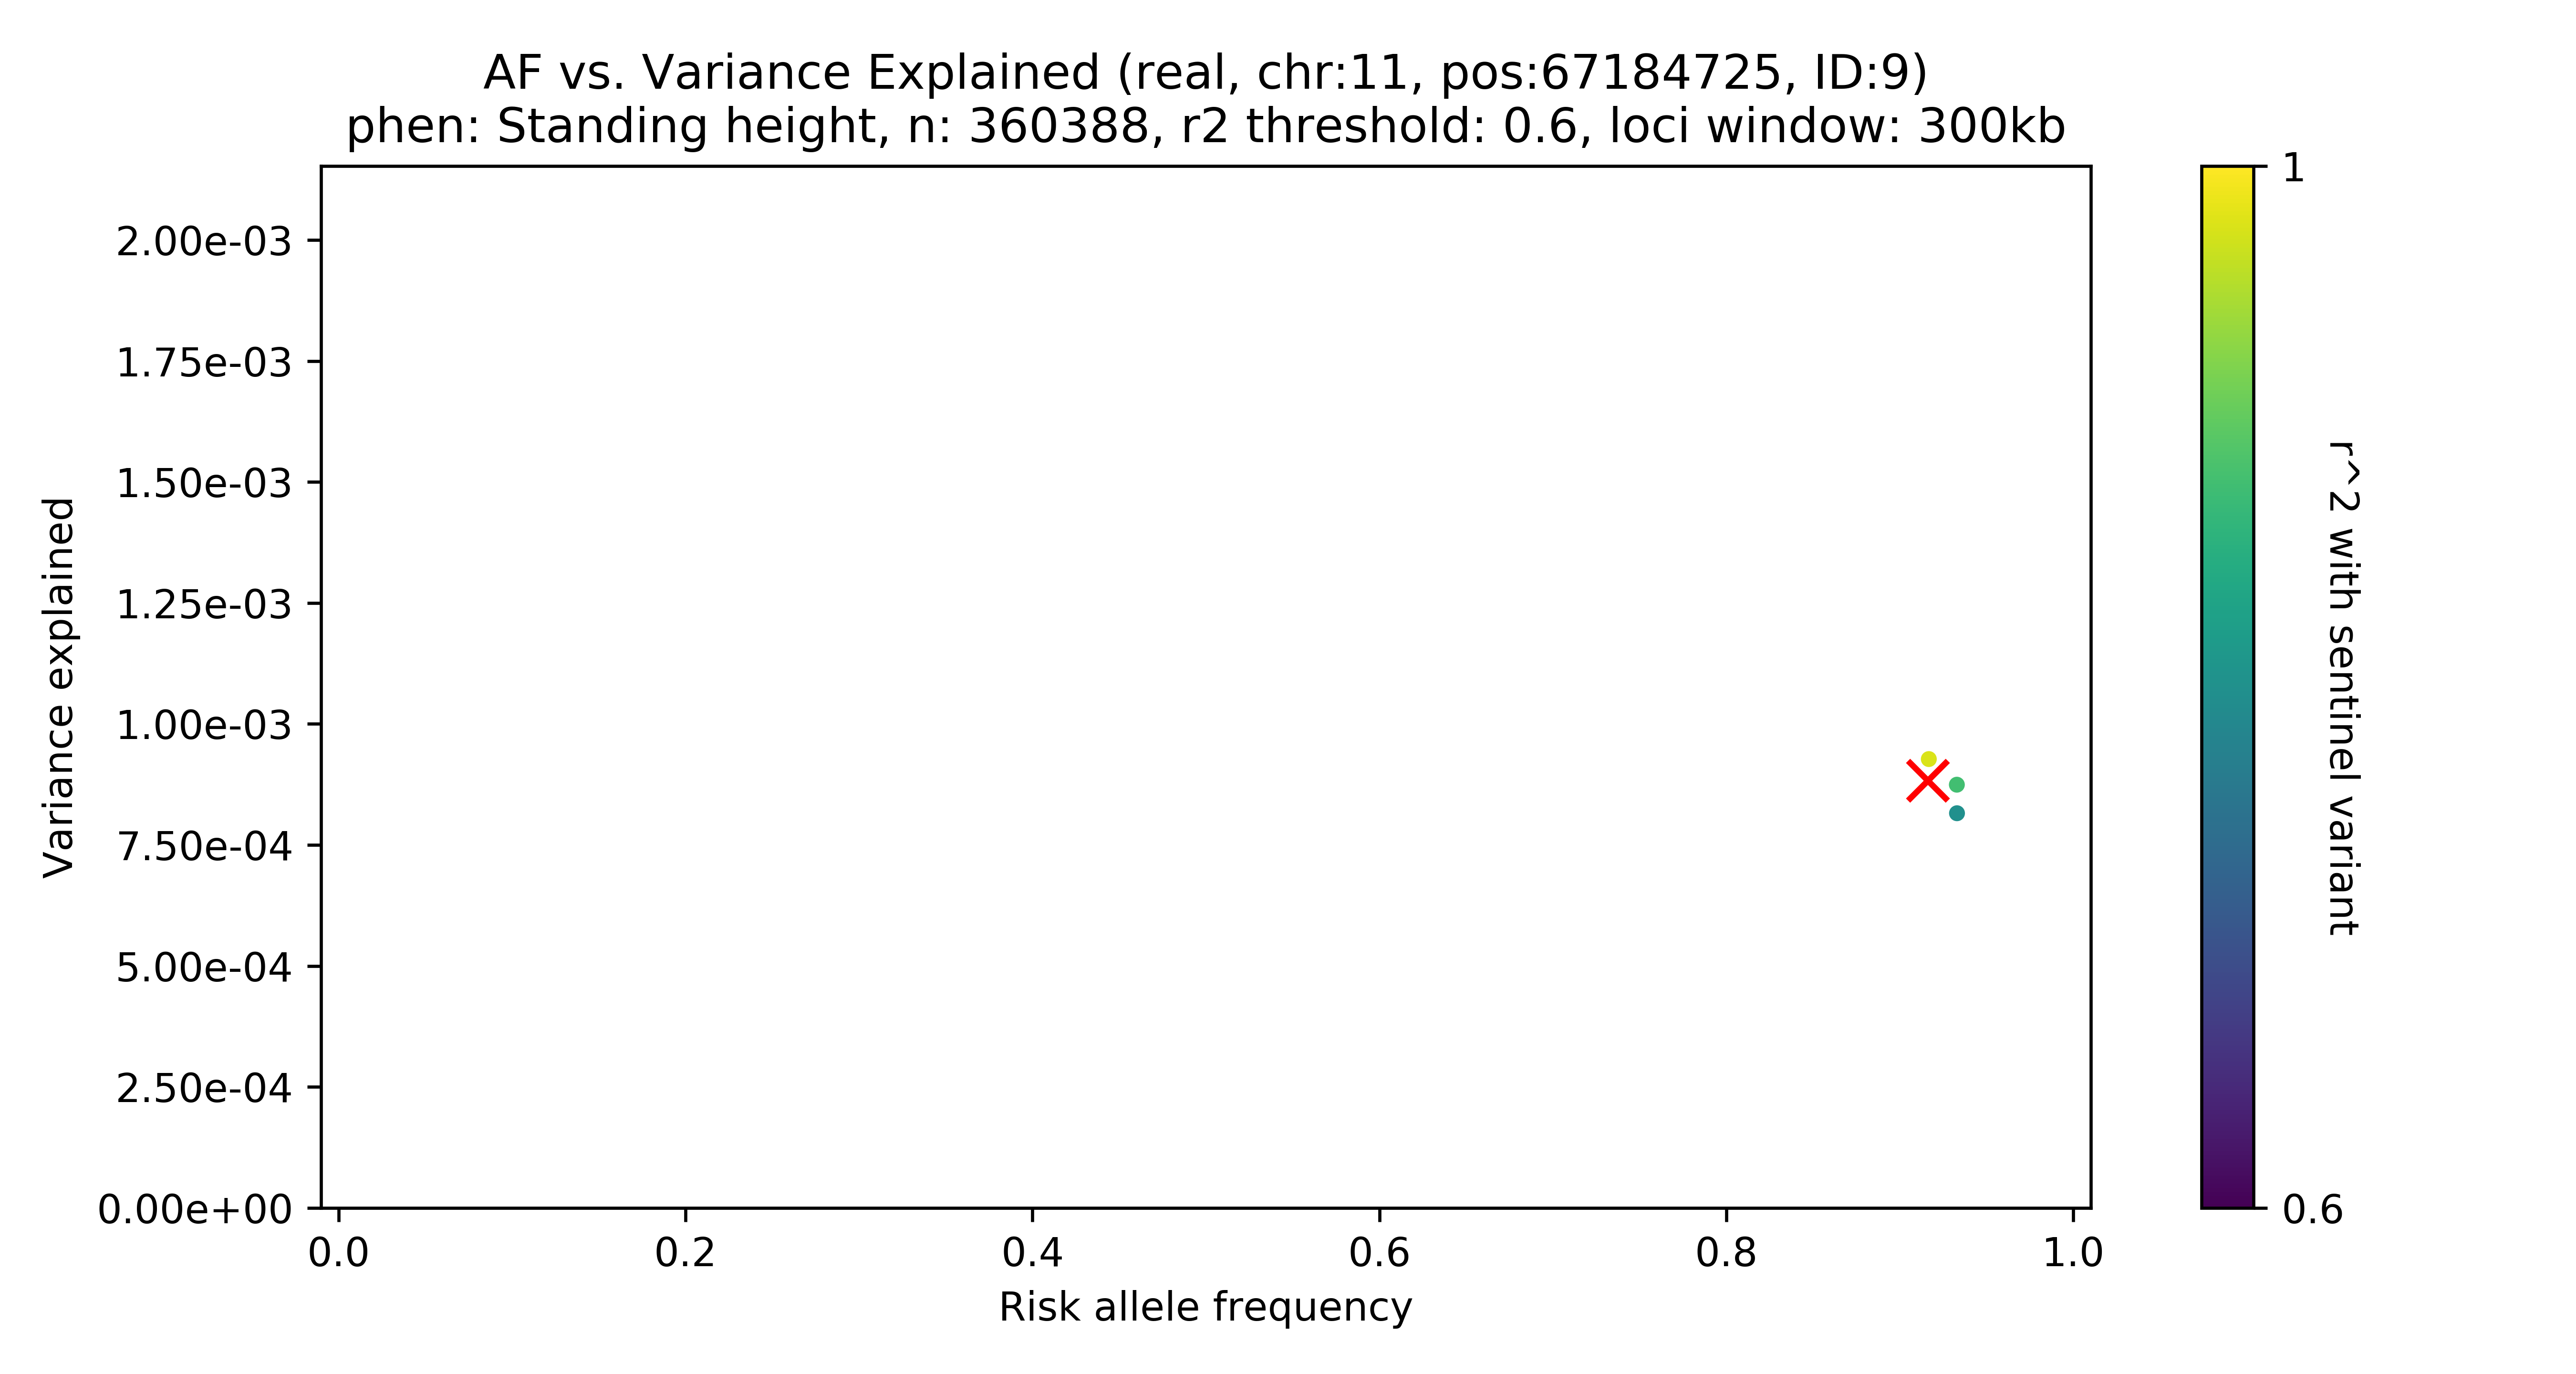 AF vs. Variance Explained (real, chr:11, pos:67184725, ID:9)
phen: Standing height, n: 360388, r2 threshold: 0.6, loci window: 300kb
Variance explained
2.00e-03
1.75e-03
1.50e-03
1.25e-03
1.00e-03
7.50e-04
5.00e-04
2.50e-04
0.00e+00
0.0 0.2 0.4 0.6 0.8 1.0
Risk allele frequency
1
0.6
r^2 with sentinel variant